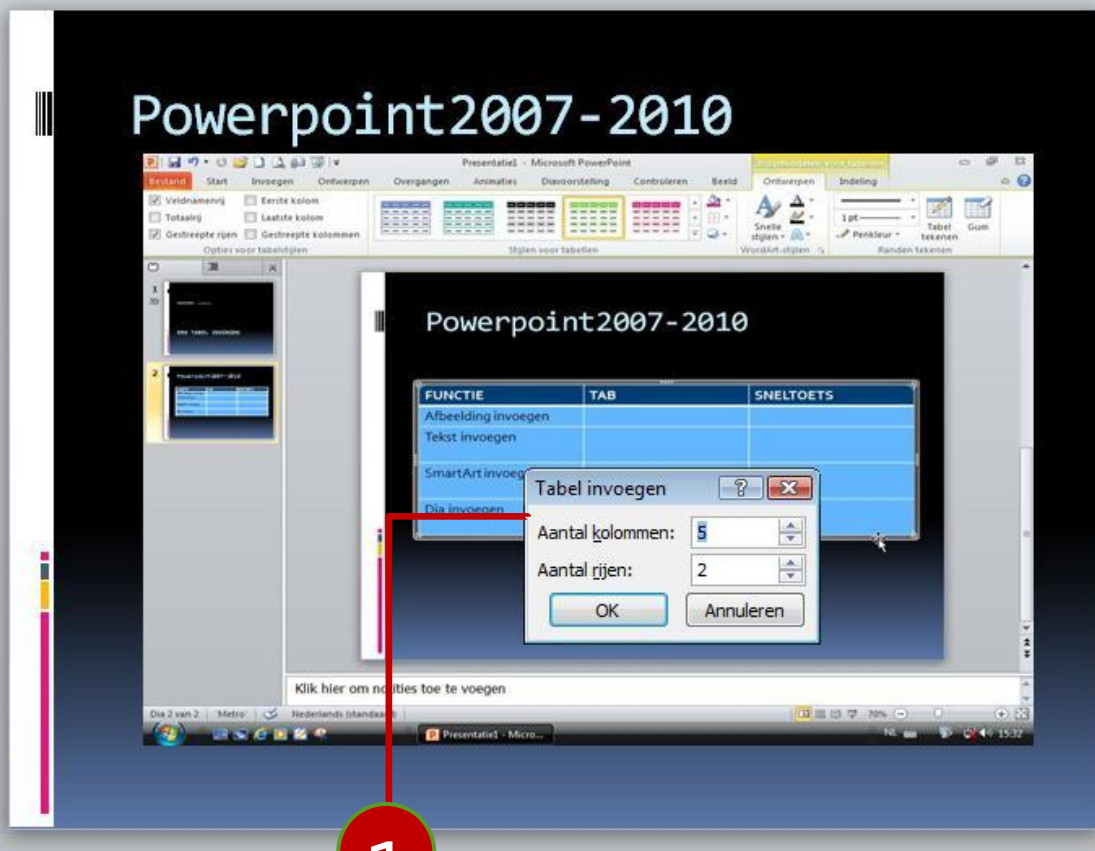 Powerpoint2007-2010
Presentatie1 - Microsoft PowerPoint
Bestand Start Invoegen Ontwerpen Overgangen Animaties Diavoorstelling Controleren Beeld Ontwerpen Indeling
Veldnamenrij Eerste kolom
Totaalrij Laatste kolom
Gestreepte rijen Gestreepte kolommen
Snelle stijlen
1 pt
Penkleur
Tabel tekenen
Gum
Opties voor tabelstijlen Stijlen voor tabellen WordArt-stijlen Randen tekenen
1
2
Powerpoint2007-2010
FUNCTIE TAB SNELTOETS
Afbeelding invoegen
Tekst invoegen
SmartArt invoeg
Dia invoegen
Tabel invoegen
Aantal kolommen: 5
Aantal rijen: 2
OK Annuleren
Klik hier om notities toe te voegen
Dia 2 van 2 Metro Nederlands (standaard) 70%
Presentatie1 - Micro... NL 15:32
1